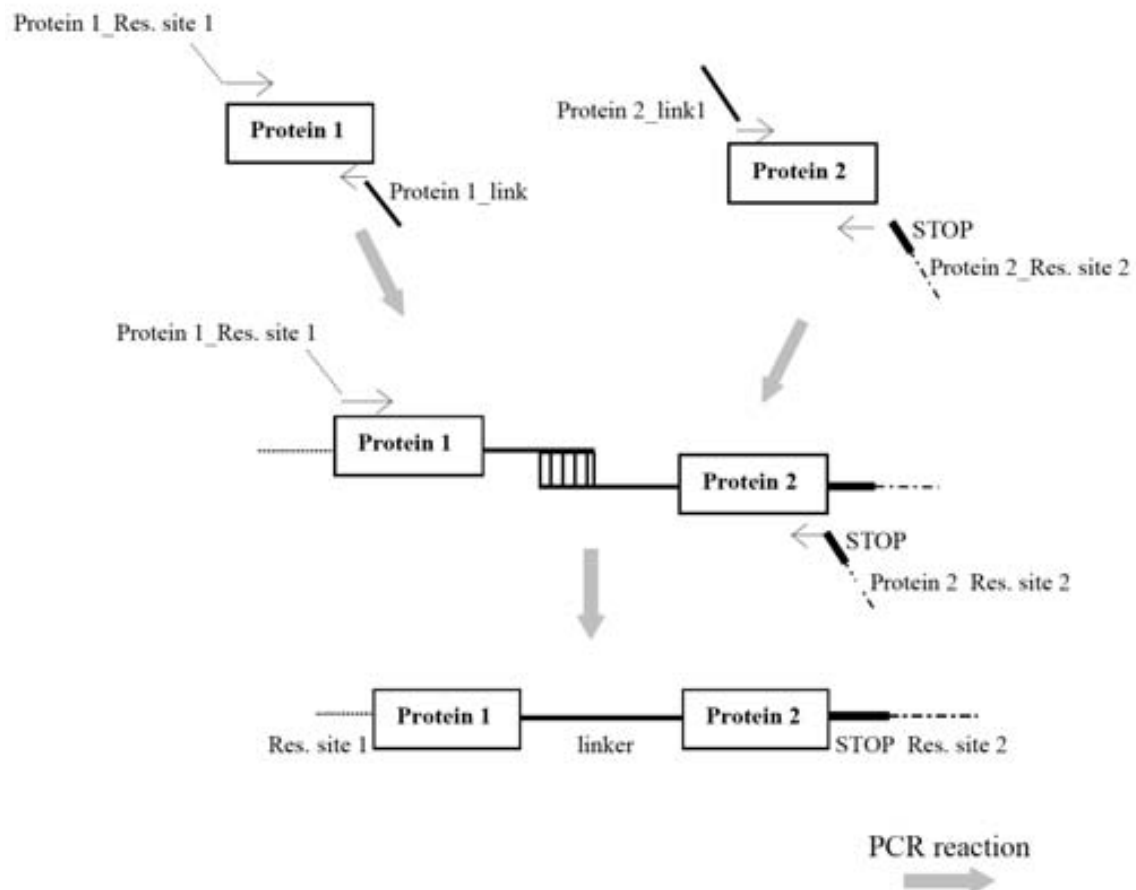 Protein 1_Res. site 1
Protein 1
Protein 1_link
Protein 2_link1
Protein 2
STOP
Protein 2_Res. site 2
Protein 1_Res. site 1
Protein 1
Protein 2
STOP
Protein 2 Res. site 2
Protein 1
Protein 2
Res. site 1
linker
STOP Res. site 2
PCR reaction